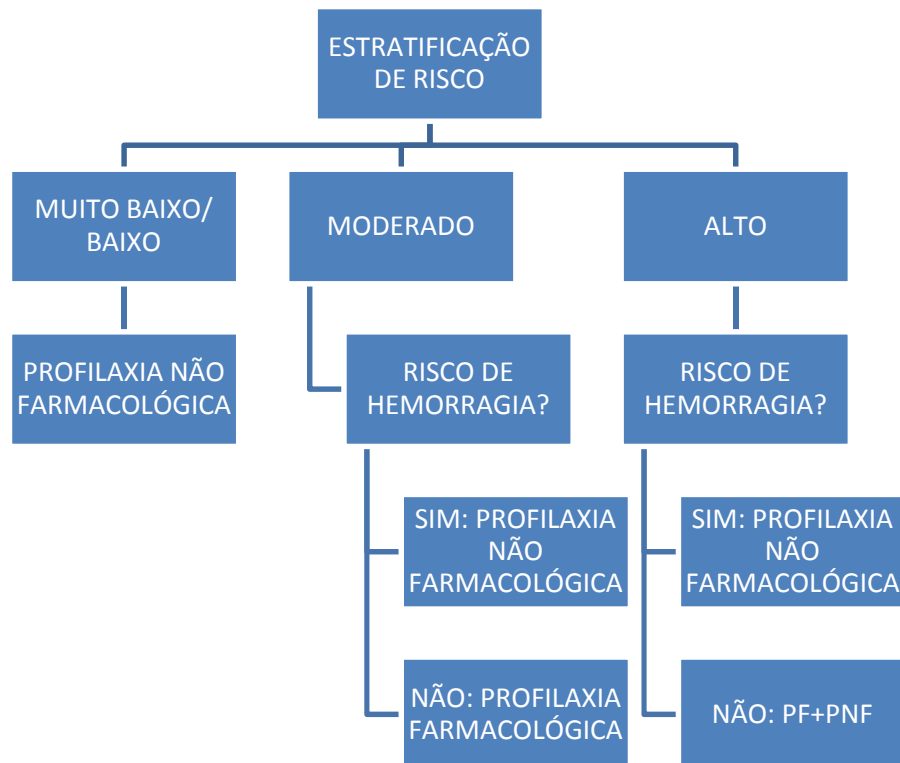 ESTRATIFICAÇÃO
DE RISCO
MUITO BAIXO/
BAIXO
MODERADO
ALTO
PROFILAXIA NÃO
FARMACOLÓGICA
RISCO DE
HEMORRAGIA?
RISCO DE
HEMORRAGIA?
SIM: PROFILAXIA
NÃO
FARMACOLÓGICA
SIM: PROFILAXIA
NÃO
FARMACOLÓGICA
NÃO: PROFILAXIA
FARMACOLÓGICA
NÃO: PF+PNF